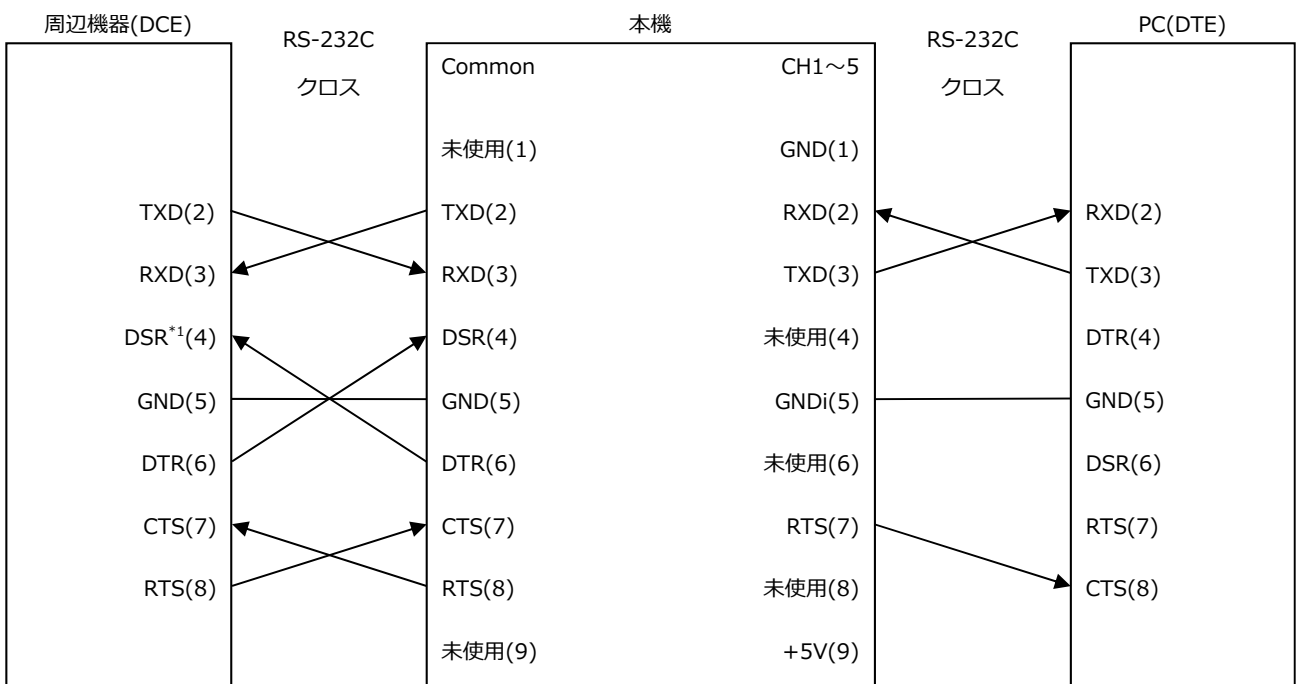 周辺機器(DCE)
RS-232C
クロス
本機
RS-232C
クロス
PC(DTE)
Common CH1～5
未使用(1) GND(1)
TXD(2) TXD(2) RXD(2) RXD(2)
RXD(3) RXD(3) TXD(3) TXD(3)
DSR*1(4) DSR(4) 未使用(4) DTR(4)
GND(5) GND(5) GNDi(5) GND(5)
DTR(6) DTR(6) 未使用(6) DSR(6)
CTS(7) CTS(7) RTS(7) RTS(7)
RTS(8) RTS(8) 未使用(8) CTS(8)
未使用(9) +5V(9)